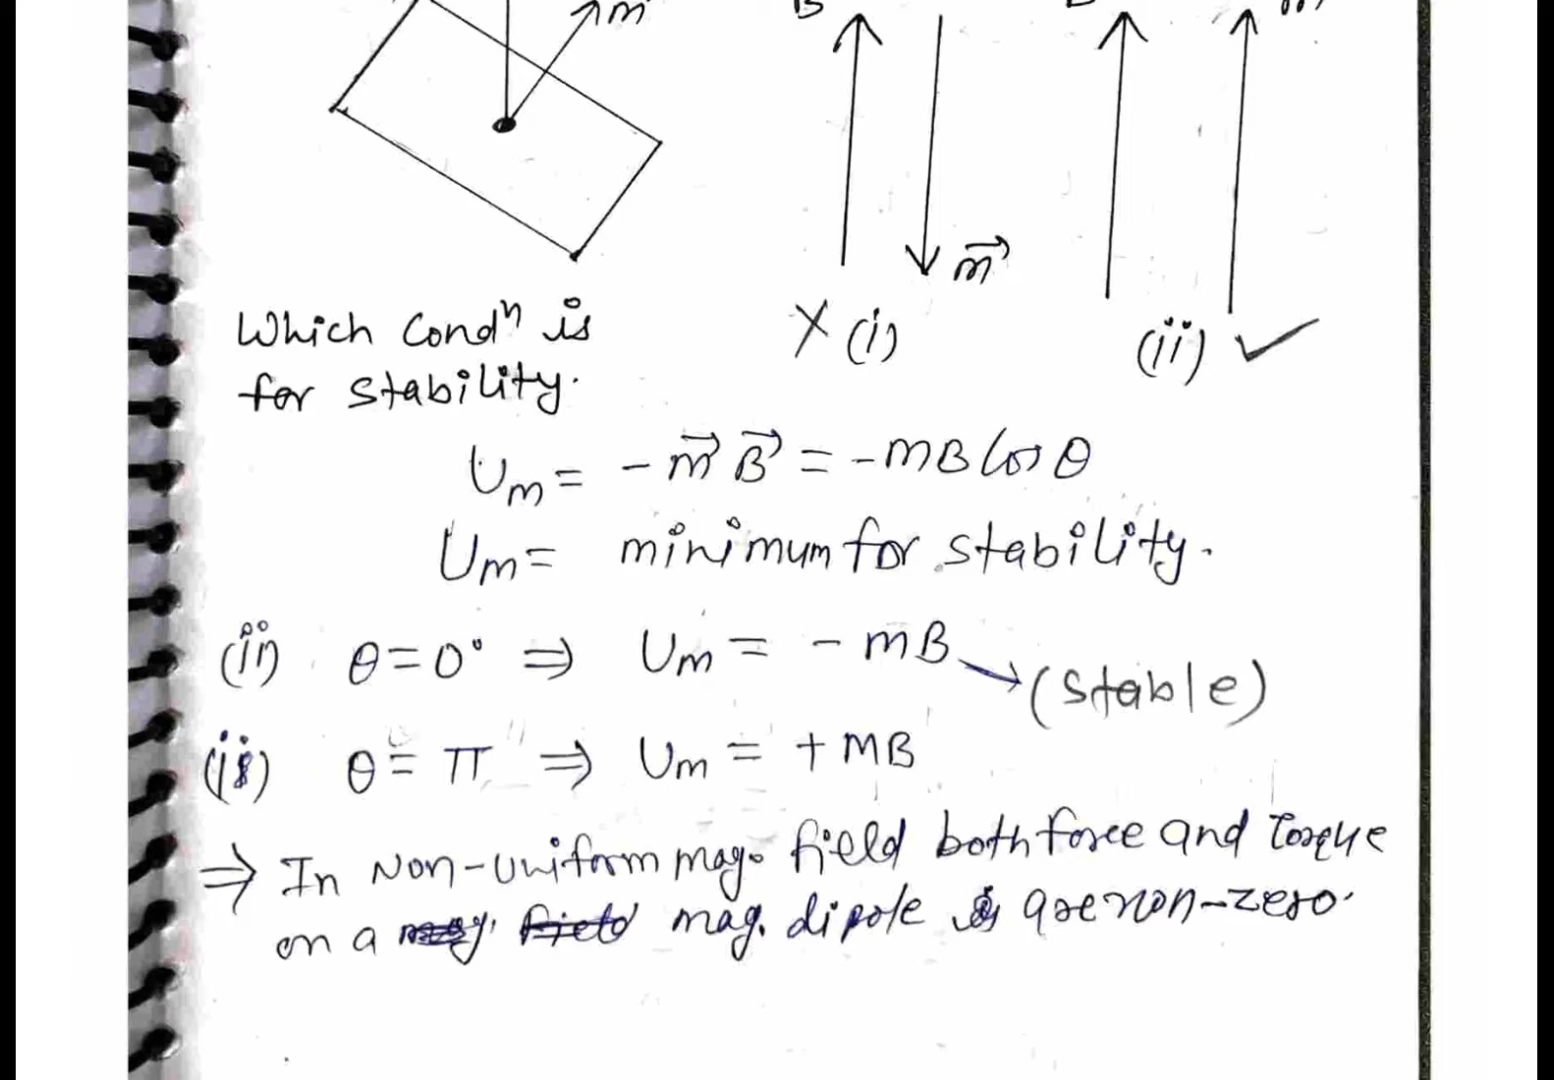 m
B
m⃗
Which Condⁿ is
for stability.
X (i)
(ii) ✓
Um = - m⃗ B⃗ = -mB Cos θ
Um = minimum for stability.
(ii) θ = 0° ⇒ Um = - mB → (stable)
θ = π ⇒ Um = + MB
⇒ In Non-uniform mag. field both force and torque
on a mag. dipole are non-zero.